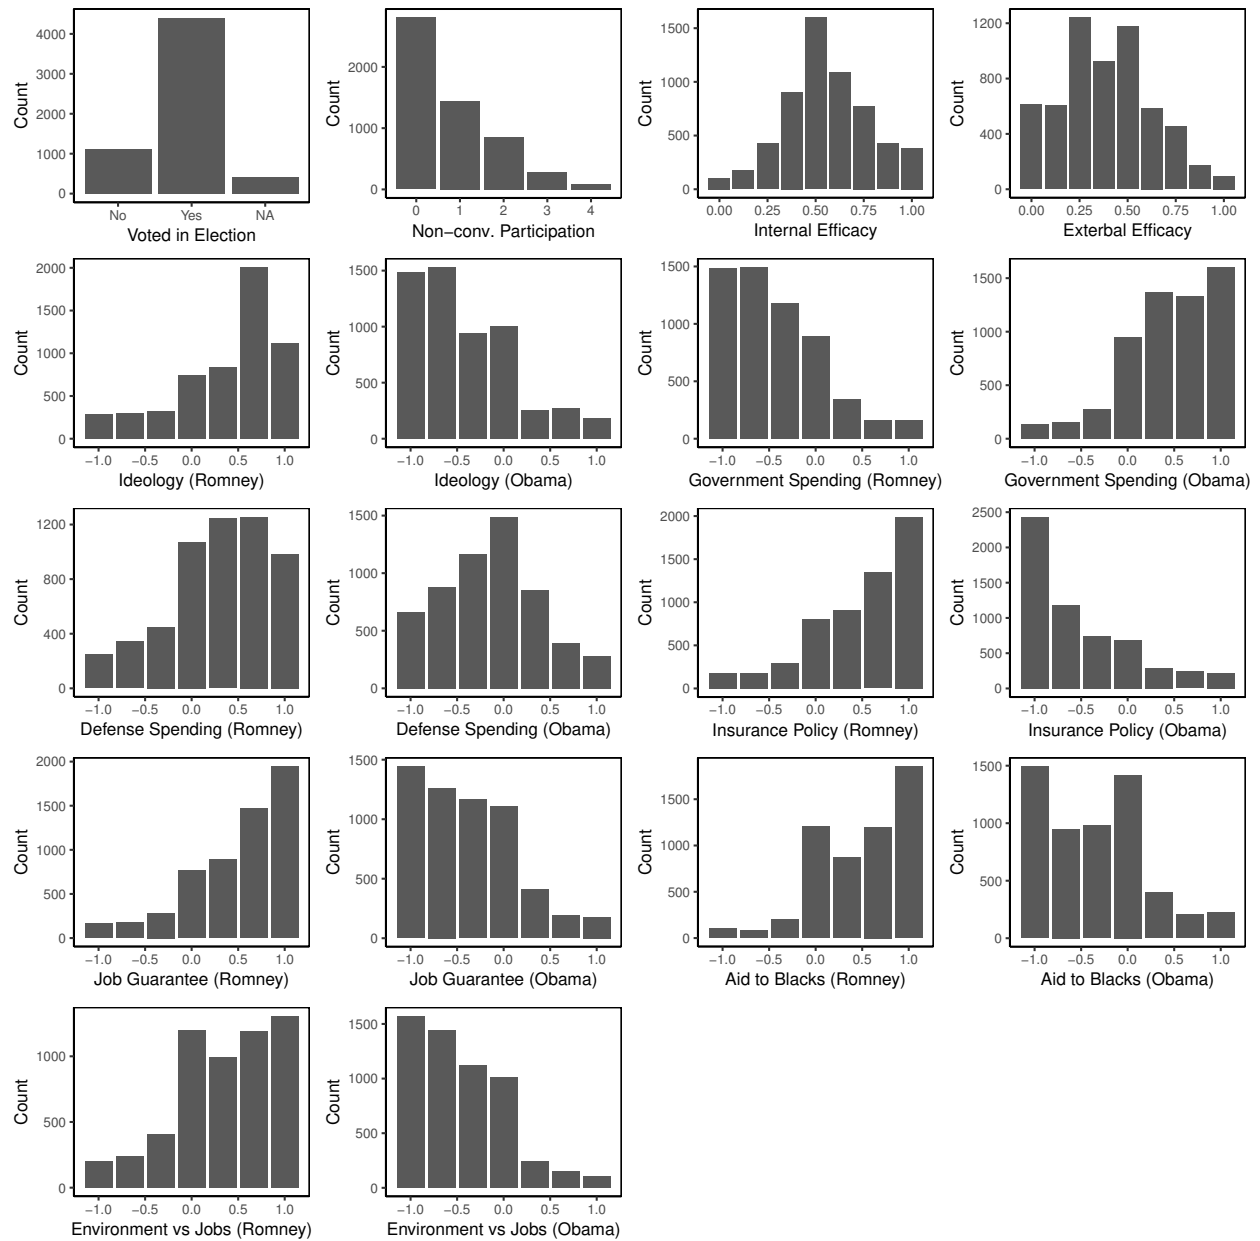 Count
4000
3000
2000
1000
0
No Yes NA
Voted in Election
Count
2000
1000
0
0 1 2 3 4
Non−conv. Participation
Count
1500
1000
500
0
0.00 0.25 0.50 0.75 1.00
Internal Efficacy
Count
1200
800
400
0
0.00 0.25 0.50 0.75 1.00
Exterbal Efficacy
Count
2000
1500
1000
500
0
−1.0 −0.5 0.0 0.5 1.0
Ideology (Romney)
Count
1500
1000
500
0
−1.0 −0.5 0.0 0.5 1.0
Ideology (Obama)
Count
1500
1000
500
0
−1.0 −0.5 0.0 0.5 1.0
Government Spending (Romney)
Count
1500
1000
500
0
−1.0 −0.5 0.0 0.5 1.0
Government Spending (Obama)
Count
1200
800
400
0
−1.0 −0.5 0.0 0.5 1.0
Defense Spending (Romney)
Count
1500
1000
500
0
−1.0 −0.5 0.0 0.5 1.0
Defense Spending (Obama)
Count
2000
1500
1000
500
0
−1.0 −0.5 0.0 0.5 1.0
Insurance Policy (Romney)
Count
2500
2000
1500
1000
500
0
−1.0 −0.5 0.0 0.5 1.0
Insurance Policy (Obama)
Count
2000
1500
1000
500
0
−1.0 −0.5 0.0 0.5 1.0
Job Guarantee (Romney)
Count
1500
1000
500
0
−1.0 −0.5 0.0 0.5 1.0
Job Guarantee (Obama)
Count
1500
1000
500
0
−1.0 −0.5 0.0 0.5 1.0
Aid to Blacks (Romney)
Count
1500
1000
500
0
−1.0 −0.5 0.0 0.5 1.0
Aid to Blacks (Obama)
Count
1000
500
0
−1.0 −0.5 0.0 0.5 1.0
Environment vs Jobs (Romney)
Count
1500
1000
500
0
−1.0 −0.5 0.0 0.5 1.0
Environment vs Jobs (Obama)